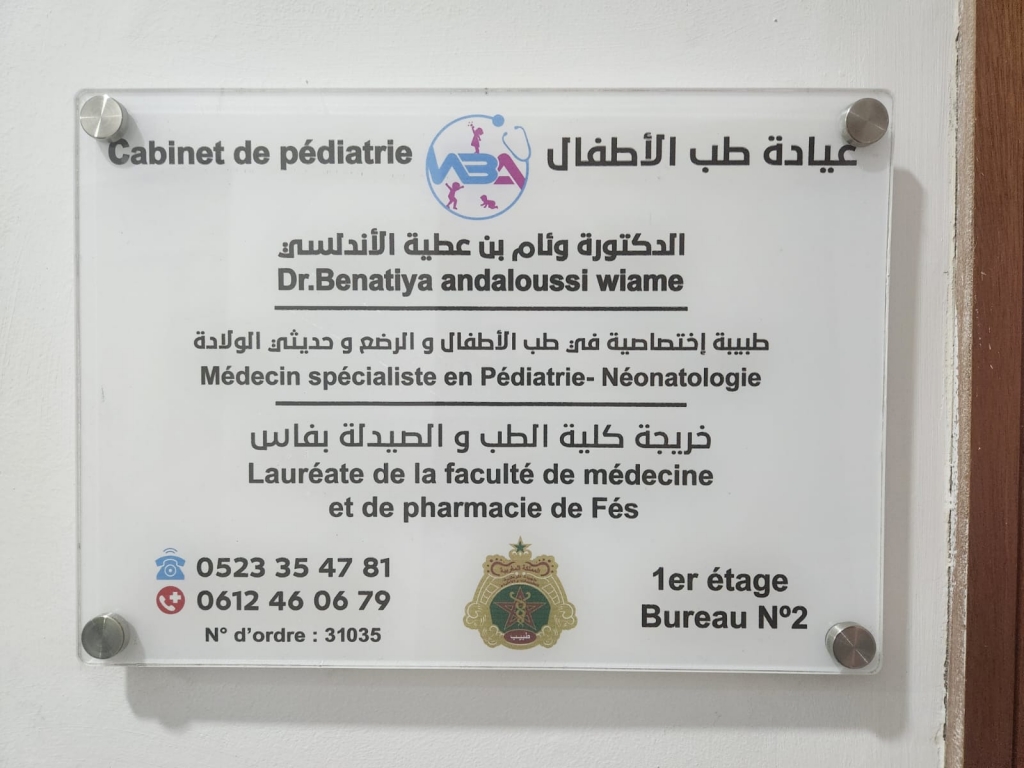 Cabinet de pédiatrie
WBA
عيادة طب الأطفال
الدكتورة وئام بن عطية الأندلسي
Dr.Benatiya andaloussi wiame
طبيبة إختصاصية في طب الأطفال و الرضع و حديثي الولادة
Médecin spécialiste en Pédiatrie- Néonatologie
خريجة كلية الطب و الصيدلة بفاس
Lauréate de la faculté de médecine
et de pharmacie de Fés
0523 35 47 81
0612 46 06 79
N° d’ordre : 31035
طبيب
1er étage
Bureau Nº2